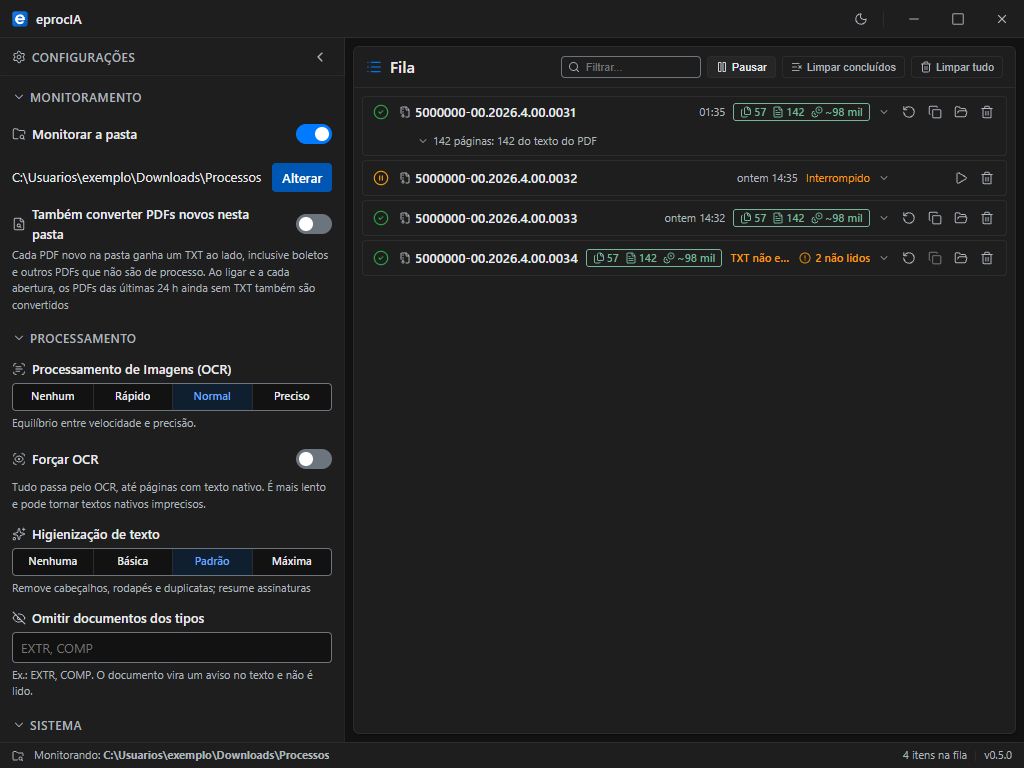 eprocIA
CONFIGURAÇÕES
MONITORAMENTO
Monitorar a pasta
C:\Usuarios\exemplo\Downloads\Processos
Alterar
Também converter PDFs novos nesta
pasta
Cada PDF novo na pasta ganha um TXT ao lado, inclusive boletos
e outros PDFs que não são de processo. Ao ligar e a cada
abertura, os PDFs das últimas 24 h ainda sem TXT também são
convertidos
PROCESSAMENTO
Processamento de Imagens (OCR)
Nenhum Rápido Normal Preciso
Equilíbrio entre velocidade e precisão.
Forçar OCR
Tudo passa pelo OCR, até páginas com texto nativo. É mais lento
e pode tornar textos nativos imprecisos.
Higienização de texto
Nenhuma Básica Padrão Máxima
Remove cabeçalhos, rodapés e duplicatas; resume assinaturas
Omitir documentos dos tipos
EXTR, COMP
Ex.: EXTR, COMP. O documento vira um aviso no texto e não é
lido.
SISTEMA
Fila
Filtrar...
Pausar
Limpar concluídos
Limpar tudo
5000000-00.2026.4.00.0031 01:35 57 142 ~98 mil
142 páginas: 142 do texto do PDF
5000000-00.2026.4.00.0032 ontem 14:35 Interrompido
5000000-00.2026.4.00.0033 ontem 14:32 57 142 ~98 mil
5000000-00.2026.4.00.0034 57 142 ~98 mil TXT não e... 2 não lidos
Monitorando: C:\Usuarios\exemplo\Downloads\Processos
4 itens na fila v0.5.0